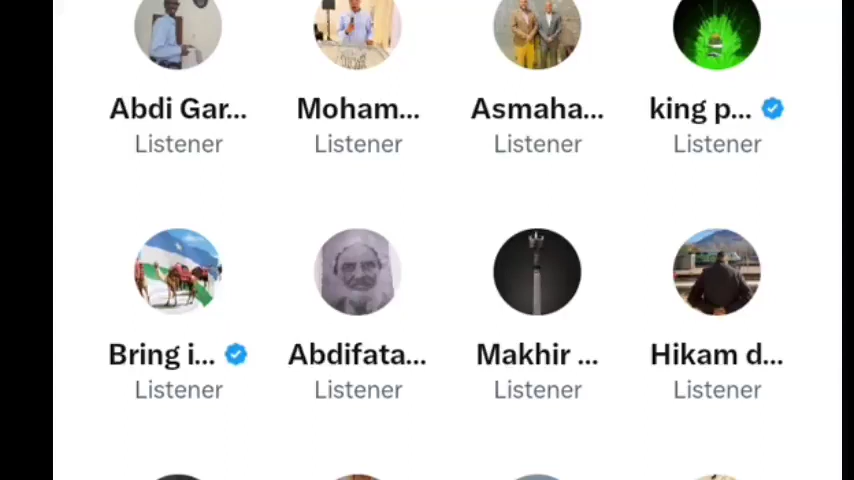 Abdi Gar... Moham... Asmaha... king p...
Listener Listener Listener Listener
Bring i... Abdifata... Makhir ... Hikam d...
Listener Listener Listener Listener